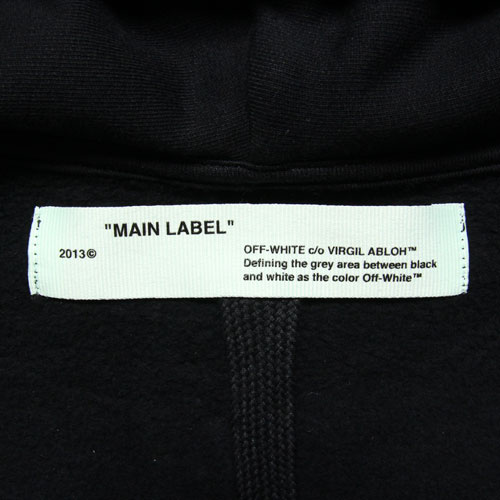 "MAIN LABEL"
2013©
OFF-WHITE c/o VIRGIL ABLOH™
Defining the grey area between black
and white as the color Off-White™